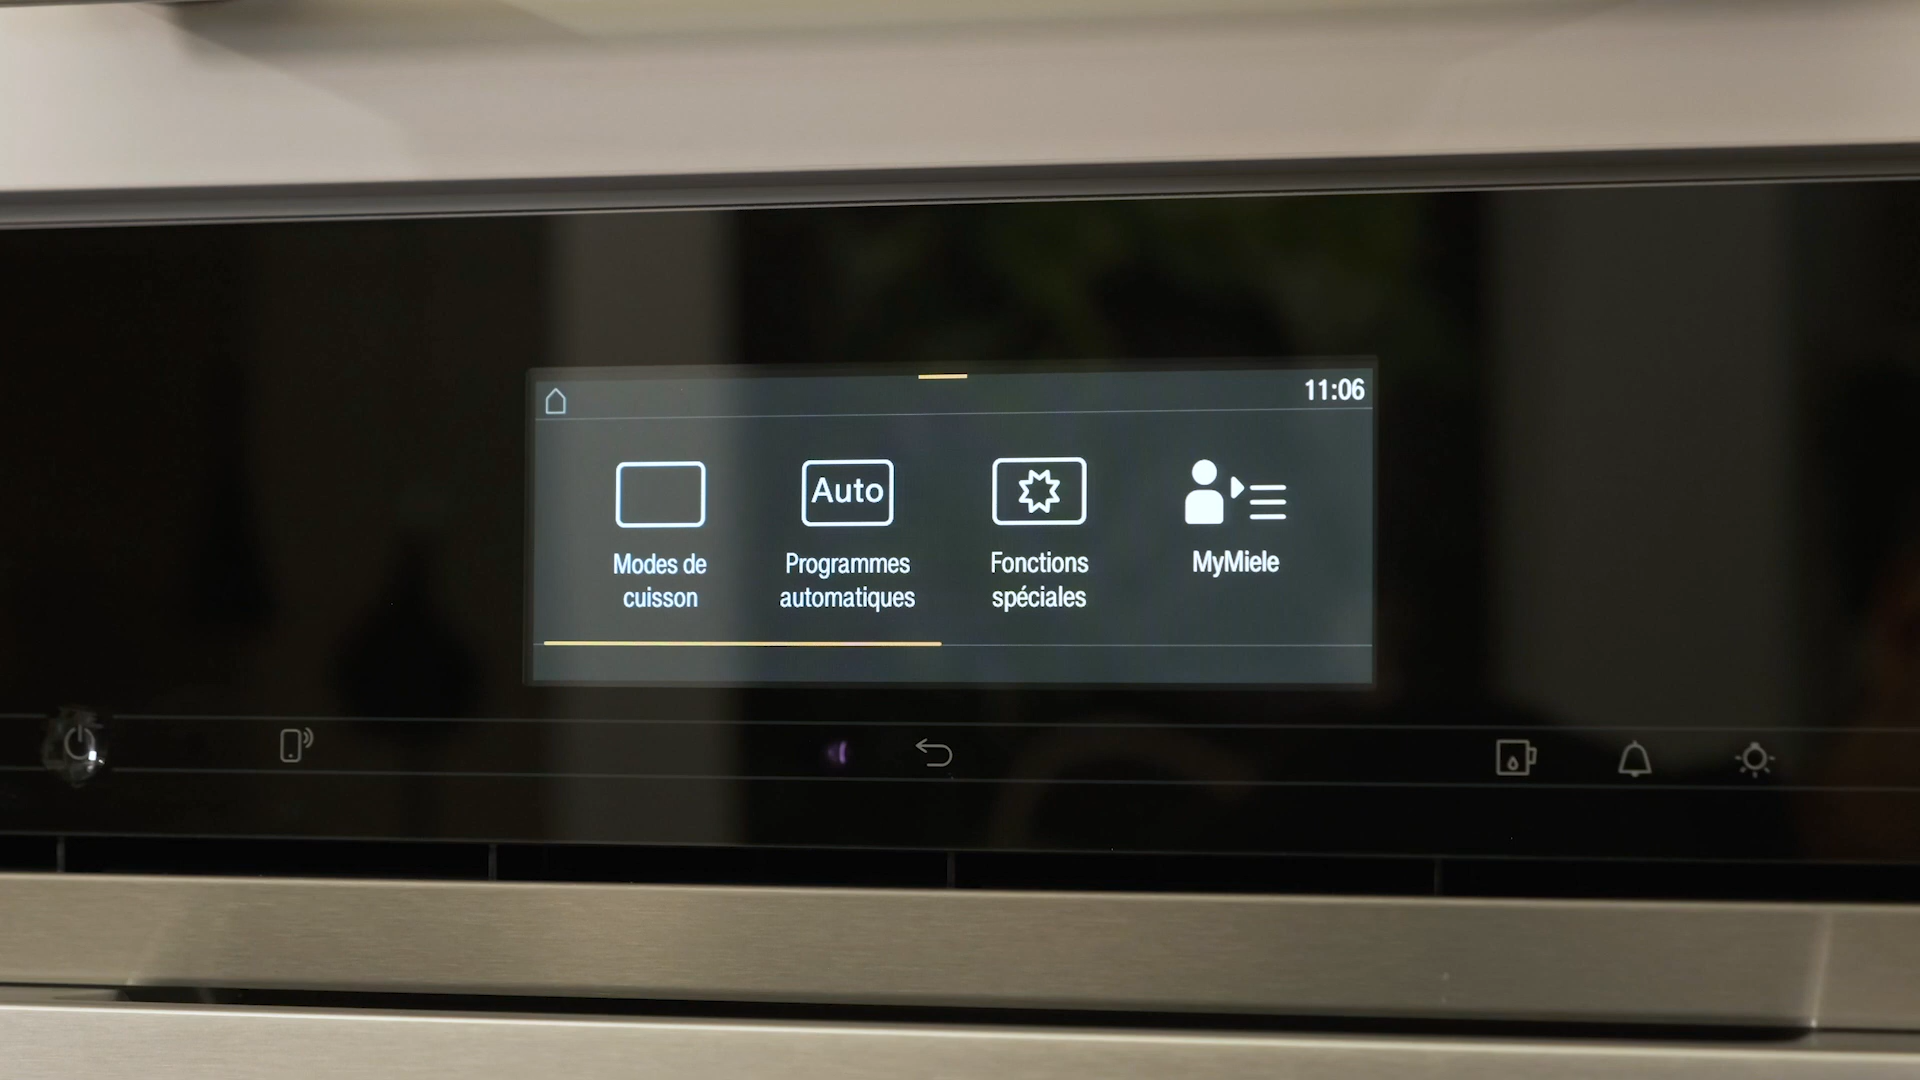 11:06
Auto
Modes de
cuisson
Programmes
automatiques
Fonctions
spéciales
MyMiele